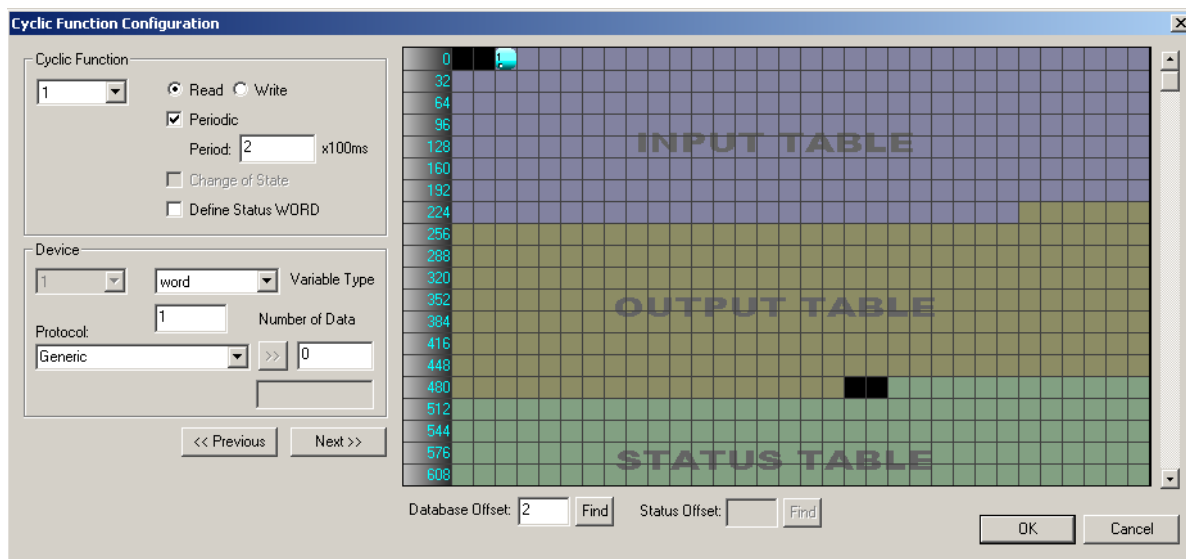 Cyclic Function Configuration
Cyclic Function
1
Read
Write
Periodic
Period: 2 x100ms
Change of State
Define Status WORD
Device
1
word
Variable Type
1
Number of Data
Protocol:
Generic
>>
0
<< Previous
Next >>
0
1
32
64
96
128
160
192
224
256
288
320
352
384
416
448
480
512
544
576
608
INPUT TABLE
OUTPUT TABLE
STATUS TABLE
Database Offset: 2
Find
Status Offset:
Find
OK
Cancel